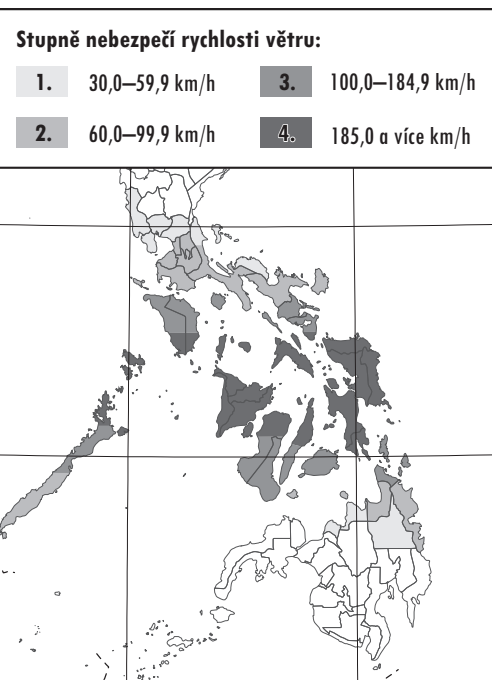 Stupně nebezpečí rychlosti větru:
1. 30,0–59,9 km/h
3. 100,0–184,9 km/h
2. 60,0–99,9 km/h
4. 185,0 a více km/h